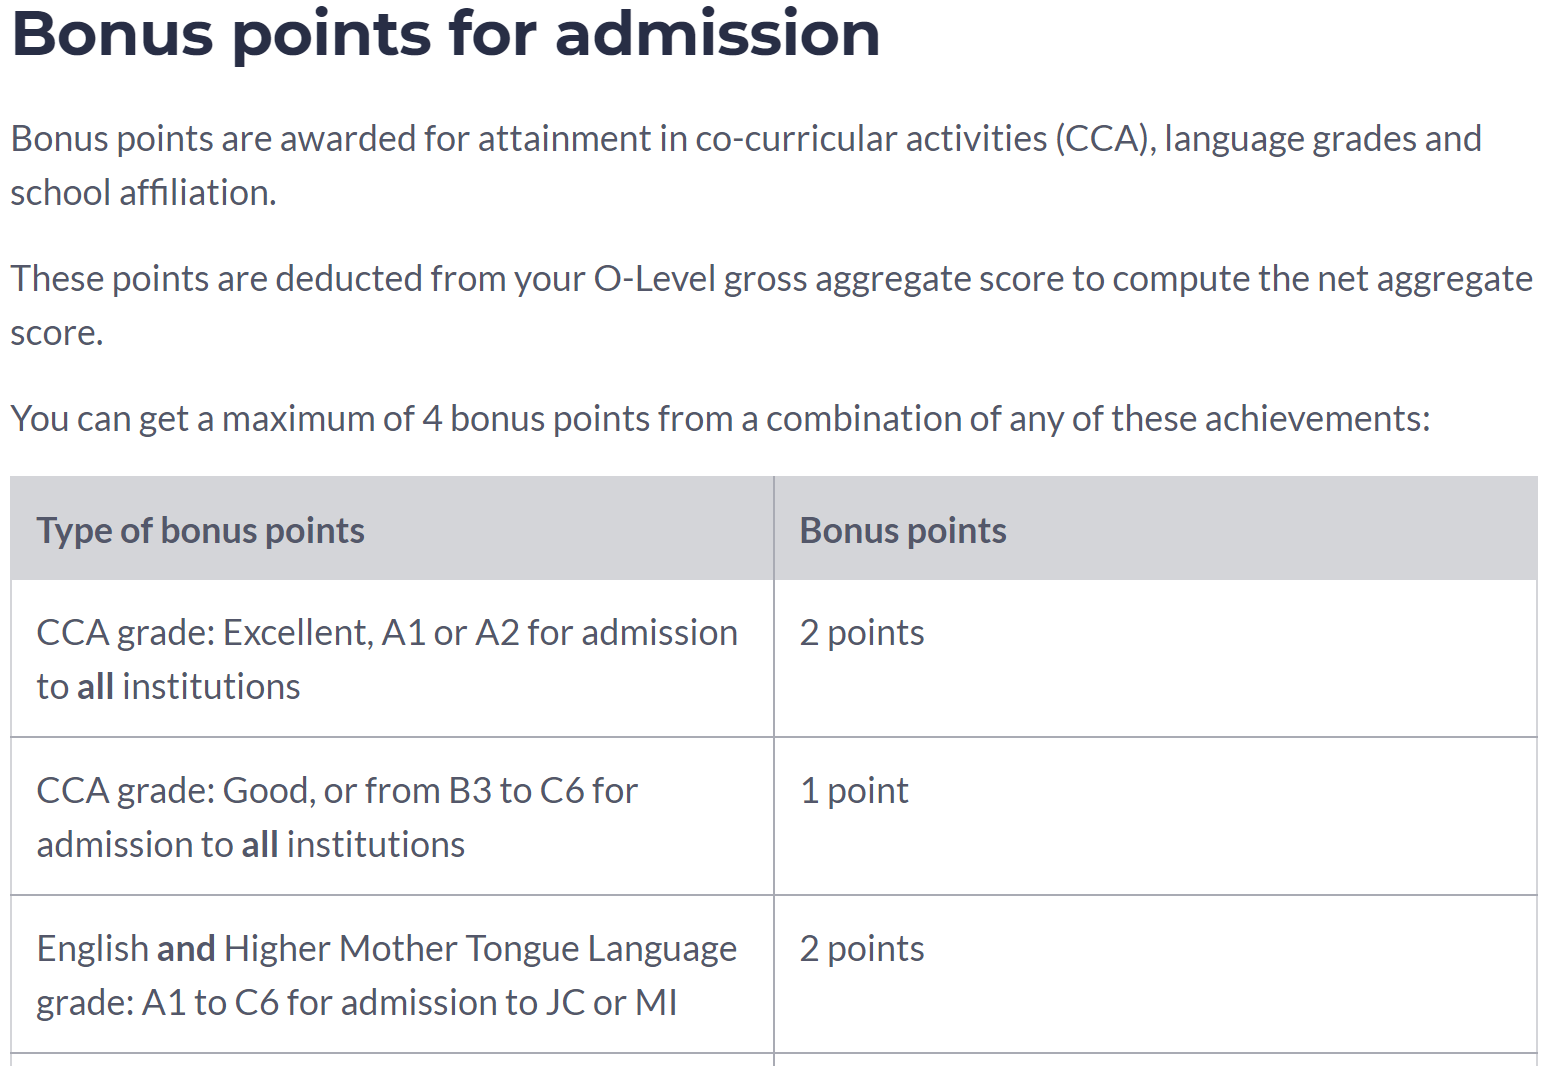 Bonus points for admission
Bonus points are awarded for attainment in co-curricular activities (CCA), language grades and
school affiliation.
These points are deducted from your O-Level gross aggregate score to compute the net aggregate
score.
You can get a maximum of 4 bonus points from a combination of any of these achievements:
Type of bonus points
Bonus points
CCA grade: Excellent, A1 or A2 for admission
to all institutions
2 points
CCA grade: Good, or from B3 to C6 for
admission to all institutions
1 point
English and Higher Mother Tongue Language
grade: A1 to C6 for admission to JC or MI
2 points